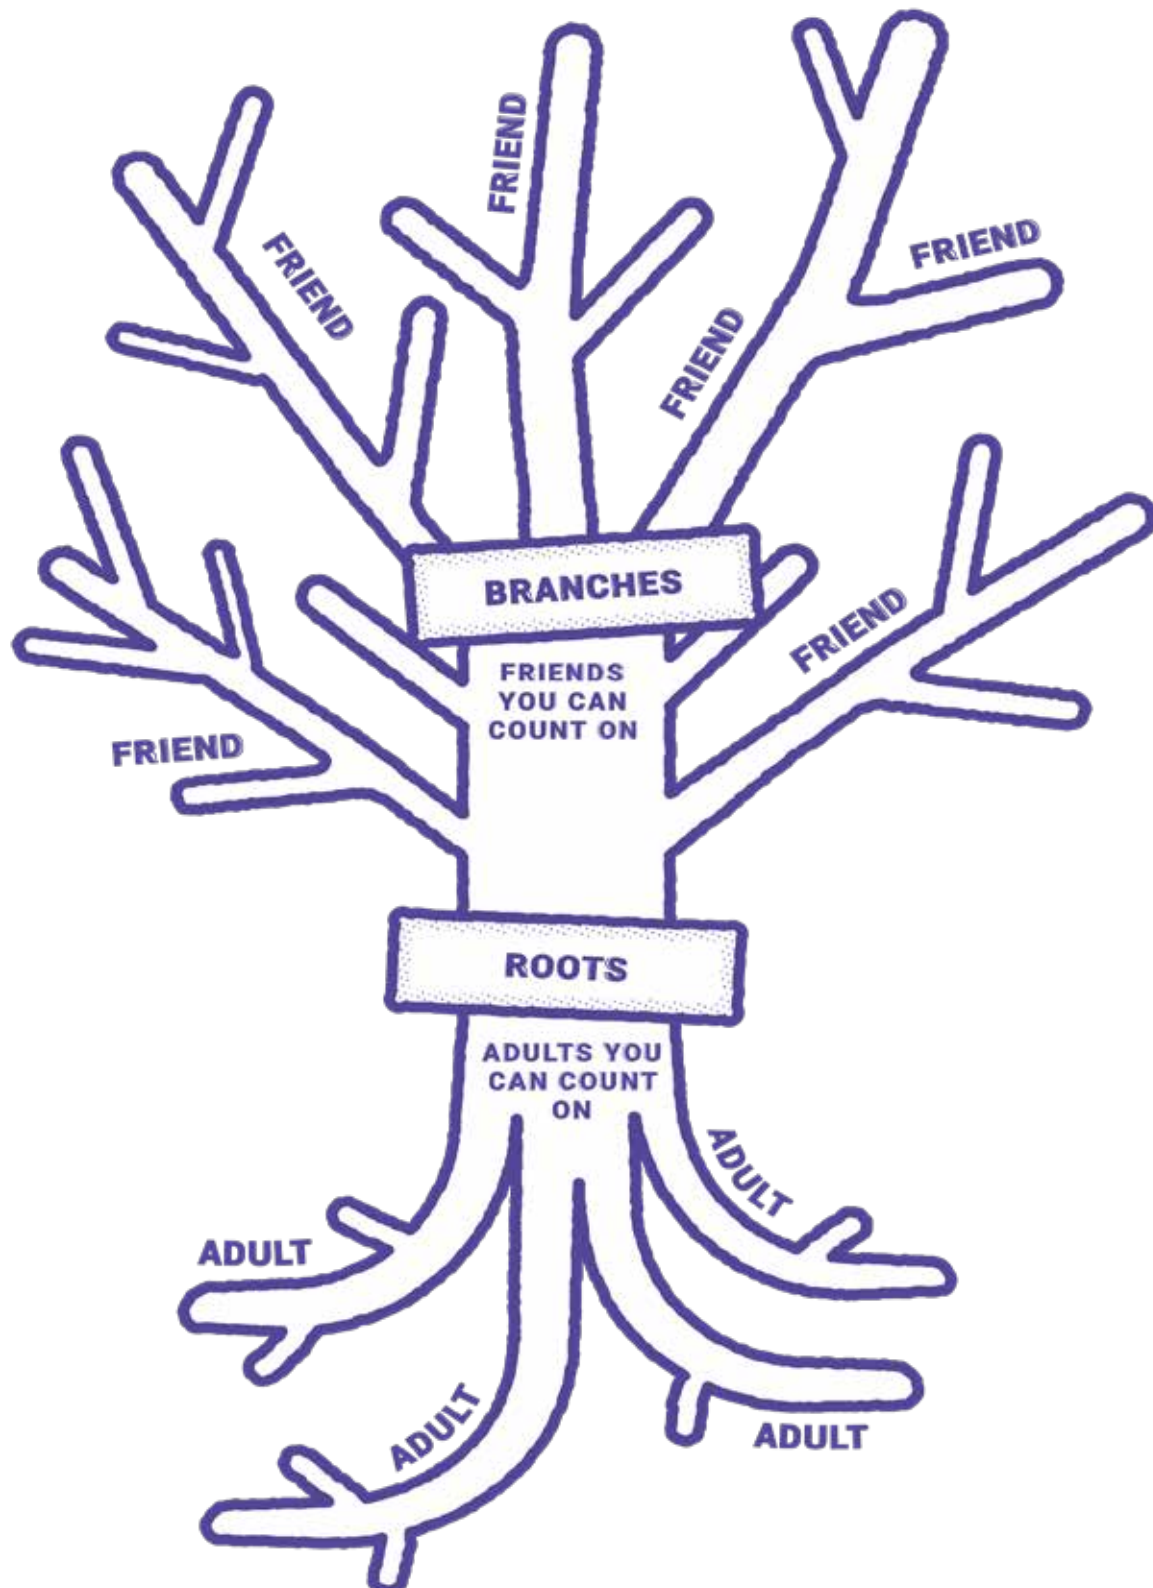 FRIEND
FRIEND
FRIEND
FRIEND
FRIEND
BRANCHES
FRIENDS
YOU CAN
COUNT ON
FRIEND
FRIEND
ROOTS
ADULTS YOU
CAN COUNT
ON
ADULT
ADULT
ADULT
ADULT